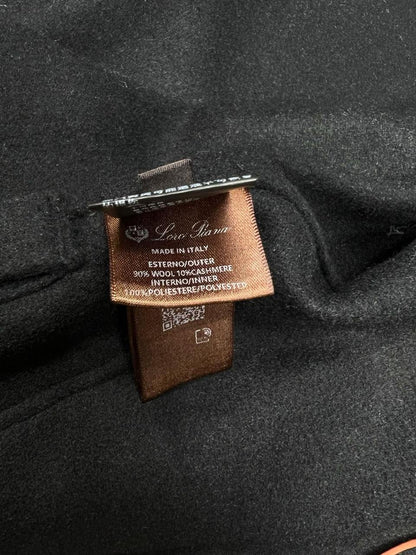 Loro Piana
MADE IN ITALY
ESTERNO/OUTER
90% WOOL 10%CASHMERE
INTERNO/INNER
100%POLIESTERE/POLYESTER